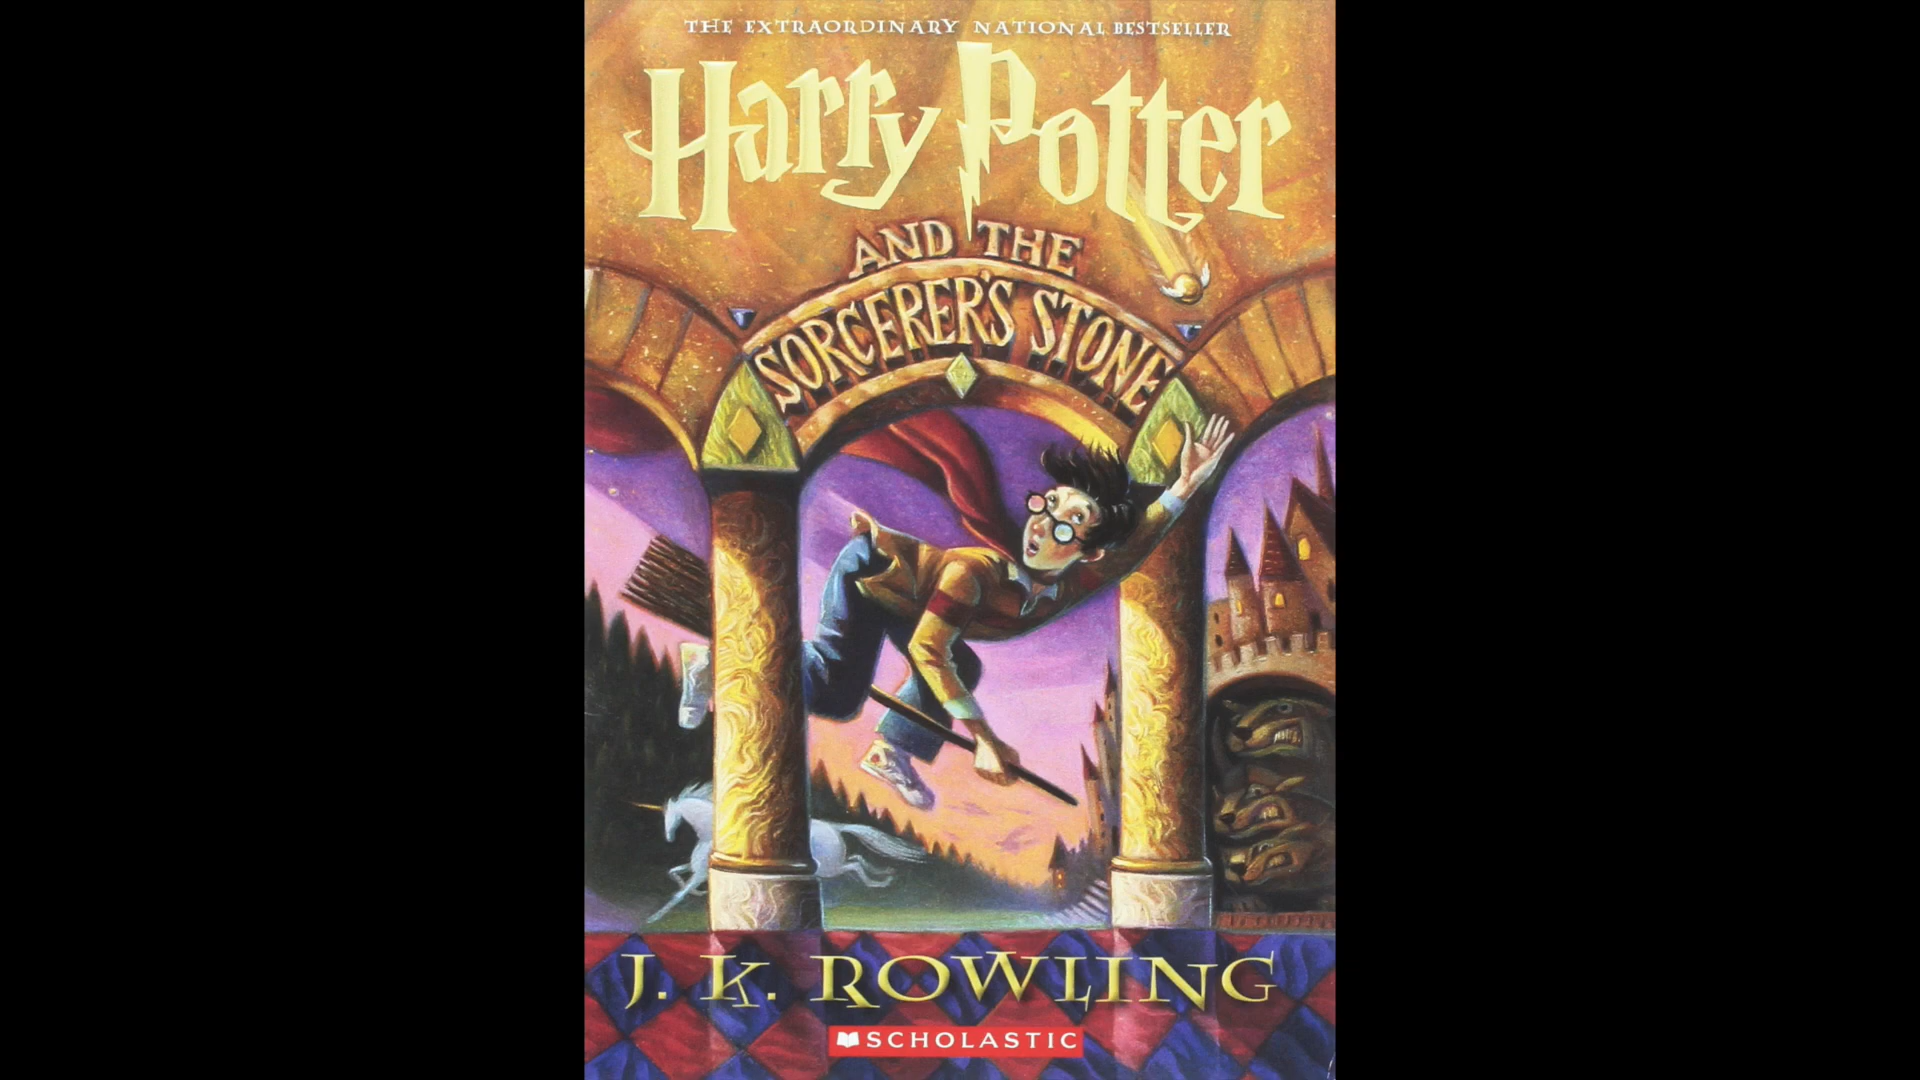 THE EXTRAORDINARY NATIONAL BESTSELLER
Harry Potter
AND THE
SORCERER'S STONE
J. K. ROWLING
SCHOLASTIC